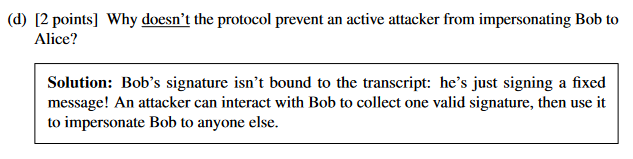 (d) [2 points] Why doesn't the protocol prevent an active attacker from impersonating Bob to
Alice?
Solution: Bob's signature isn't bound to the transcript: he's just signing a fixed
message! An attacker can interact with Bob to collect one valid signature, then use it
to impersonate Bob to anyone else.